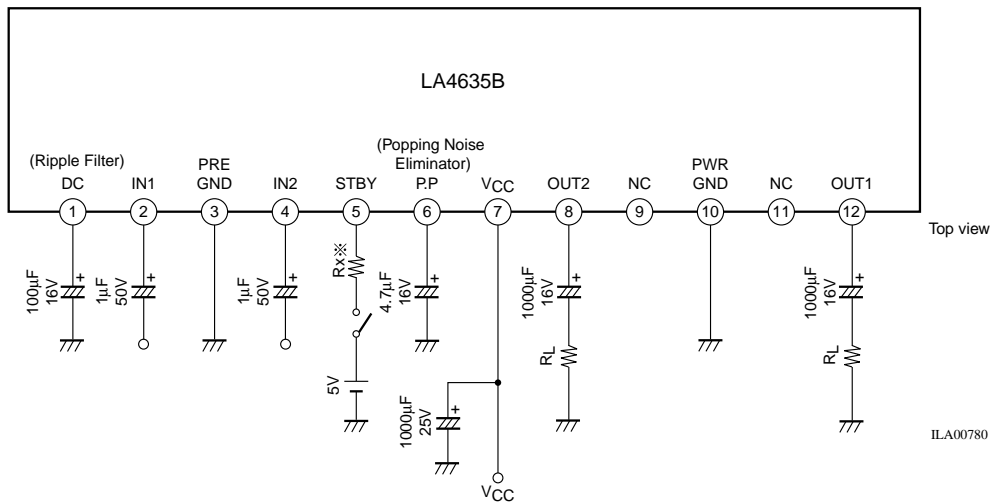 LA4635B
(Ripple Filter)
DC
IN1
PRE
GND
IN2
STBY
(Popping Noise
Eliminator)
P.P
VCC
OUT2
NC
PWR
GND
NC
OUT1
1
2
3
4
5
6
7
8
9
10
11
12
Top view
100µF
16V
+
1µF
50V
+
1µF
50V
+
Rx※
4.7µF
16V
+
1000µF
16V
+
1000µF
16V
+
RL
RL
5V
1000µF
25V
+
VCC
ILA00780